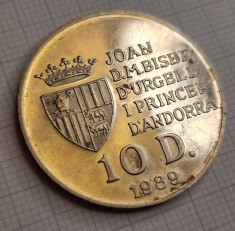 JOAN
D.M.BISBE
D'URGELL
I PRINCEP
D'ANDORRA
10 D.
1989